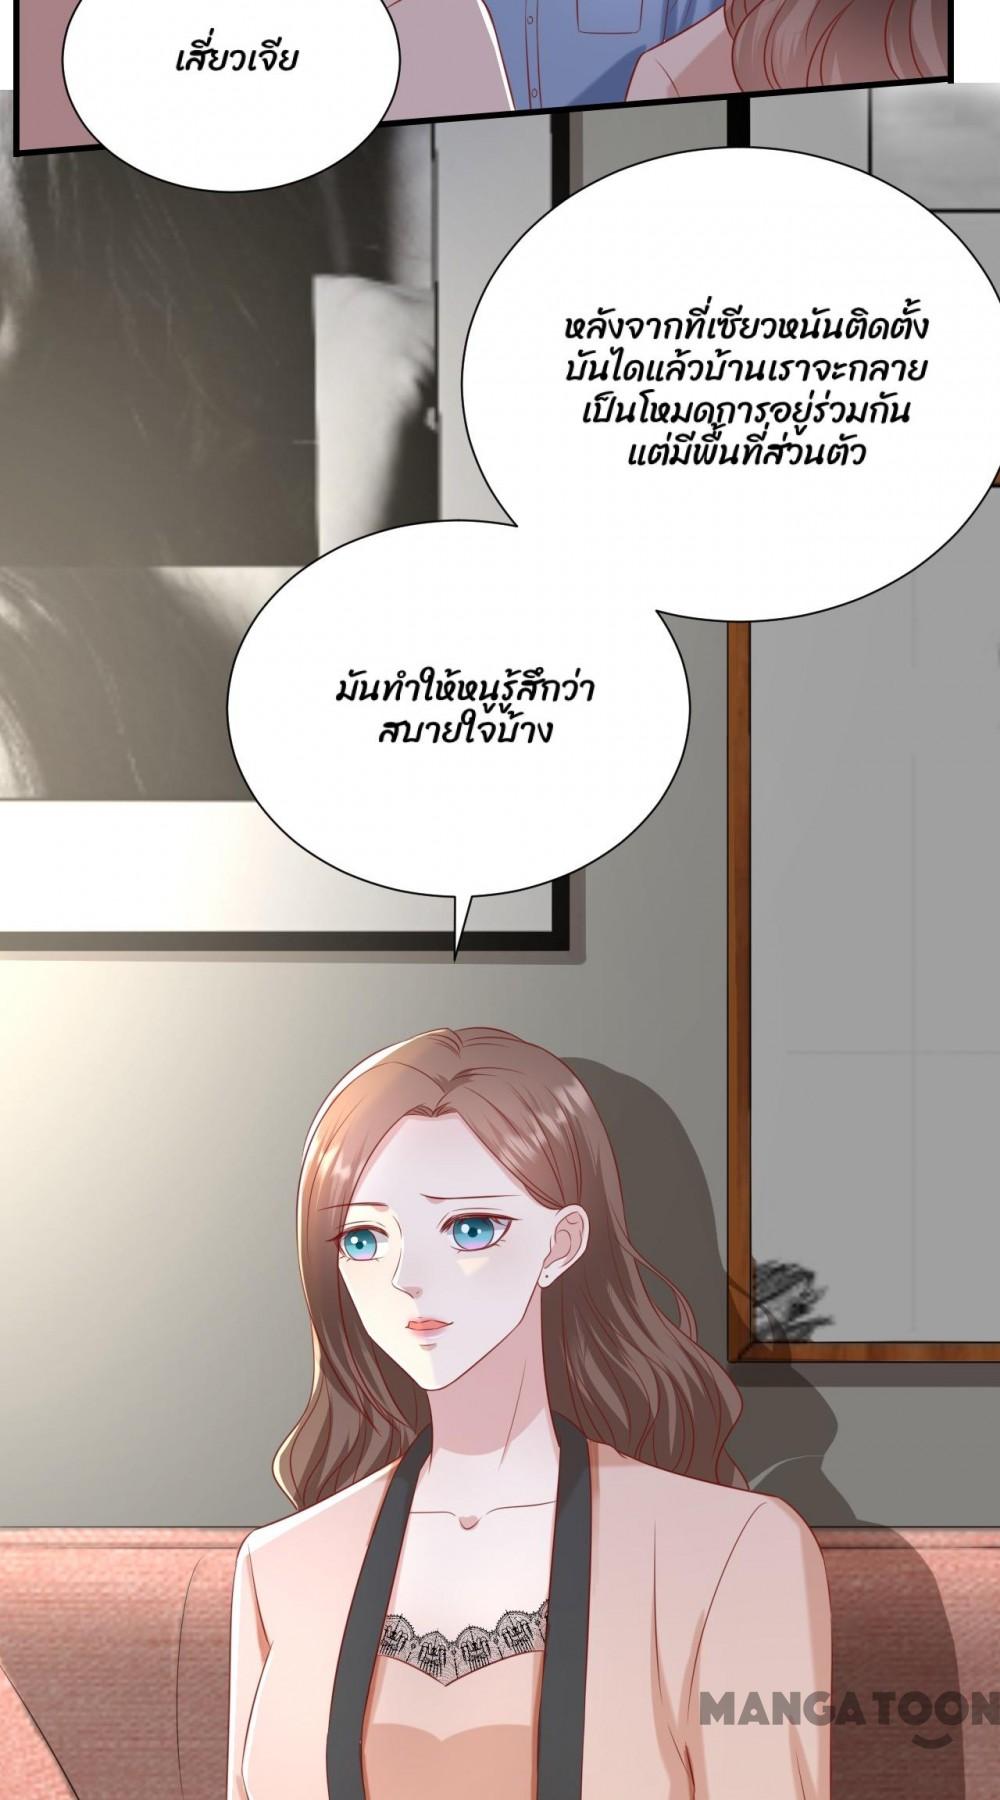 เสี่ยวเจีย
หลังจากที่เซียวหนันติดตั้ง
บันไดแล้วบ้านเราจะกลาย
เป็นโหมดการอยู่ร่วมกัน
แต่มีพื้นที่ส่วนตัว
มันทำให้หนูรู้สึกว่า
สบายใจบ้าง
MANGATOON